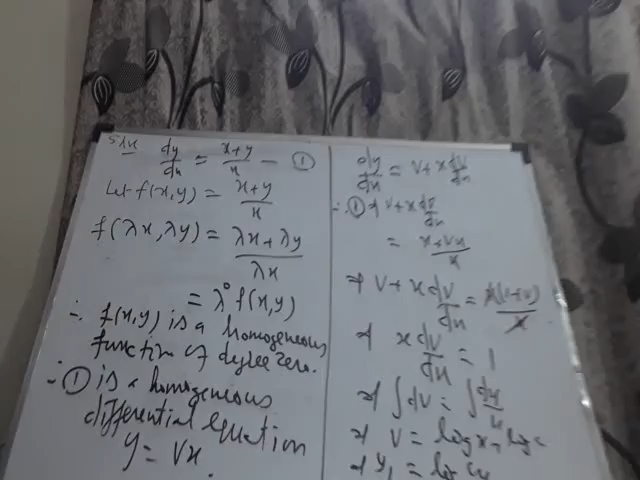 Soln dy/dx = x+y/x — ①
Let f(x,y) = x+y/x
f(λx, λy) = λx+λy/λx
= λ⁰ f(x,y)
∴ f(x,y) is a homogeneous
function of degree zero.
∴ ① is a homogeneous
differential equation
y = vx.
dy/dx = v + x dv/dx
∴ ① ⇒ v + x dv/dx
= x+vx/x
⇒ v + x dv/dx = x(1+v)/x
⇒ x dv/dx = 1
⇒ ∫dv = ∫
⇒ v = log x + log c
⇒ = log cx